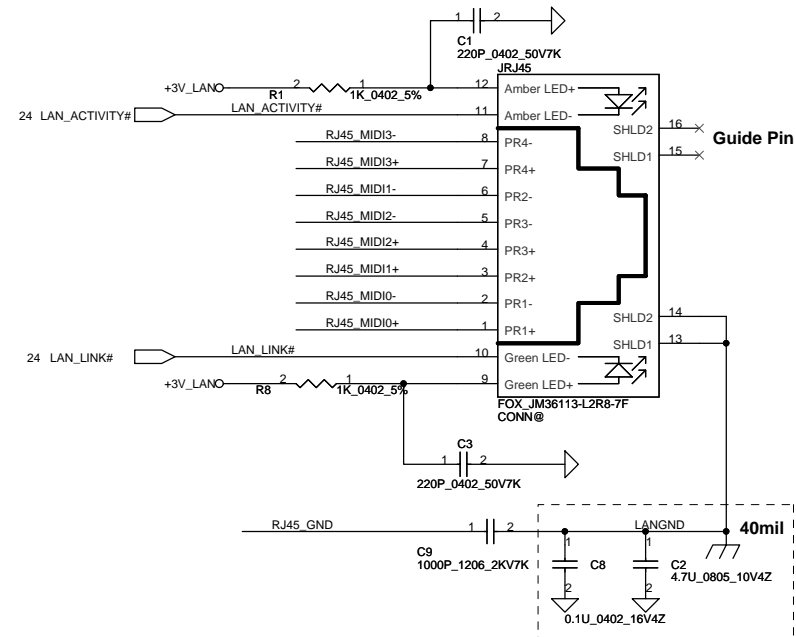 1 2
C1
220P_0402_50V7K
JRJ45
+3V_LAN 2 1 12 Amber LED+
R1 1K_0402_5%
24 LAN_ACTIVITY# LAN_ACTIVITY# 11 Amber LED-
RJ45_MIDI3- 8 PR4- SHLD2 16 Guide Pin
RJ45_MIDI3+ 7 PR4+ SHLD1 15
RJ45_MIDI1- 6 PR2-
RJ45_MIDI2- 5 PR3-
RJ45_MIDI2+ 4 PR3+
RJ45_MIDI1+ 3 PR2+
RJ45_MIDI0- 2 PR1- SHLD2 14
RJ45_MIDI0+ 1 PR1+ SHLD1 13
24 LAN_LINK# LAN_LINK# 10 Green LED-
+3V_LAN 2 1 9 Green LED+
R8 1K_0402_5%
FOX_JM36113-L2R8-7F
CONN@
C3
1 2
220P_0402_50V7K
RJ45_GND 1 2 LANGND 40mil
C9
1000P_1206_2KV7K
1 1
C8 C2
4.7U_0805_10V4Z
2 2
0.1U_0402_16V4Z